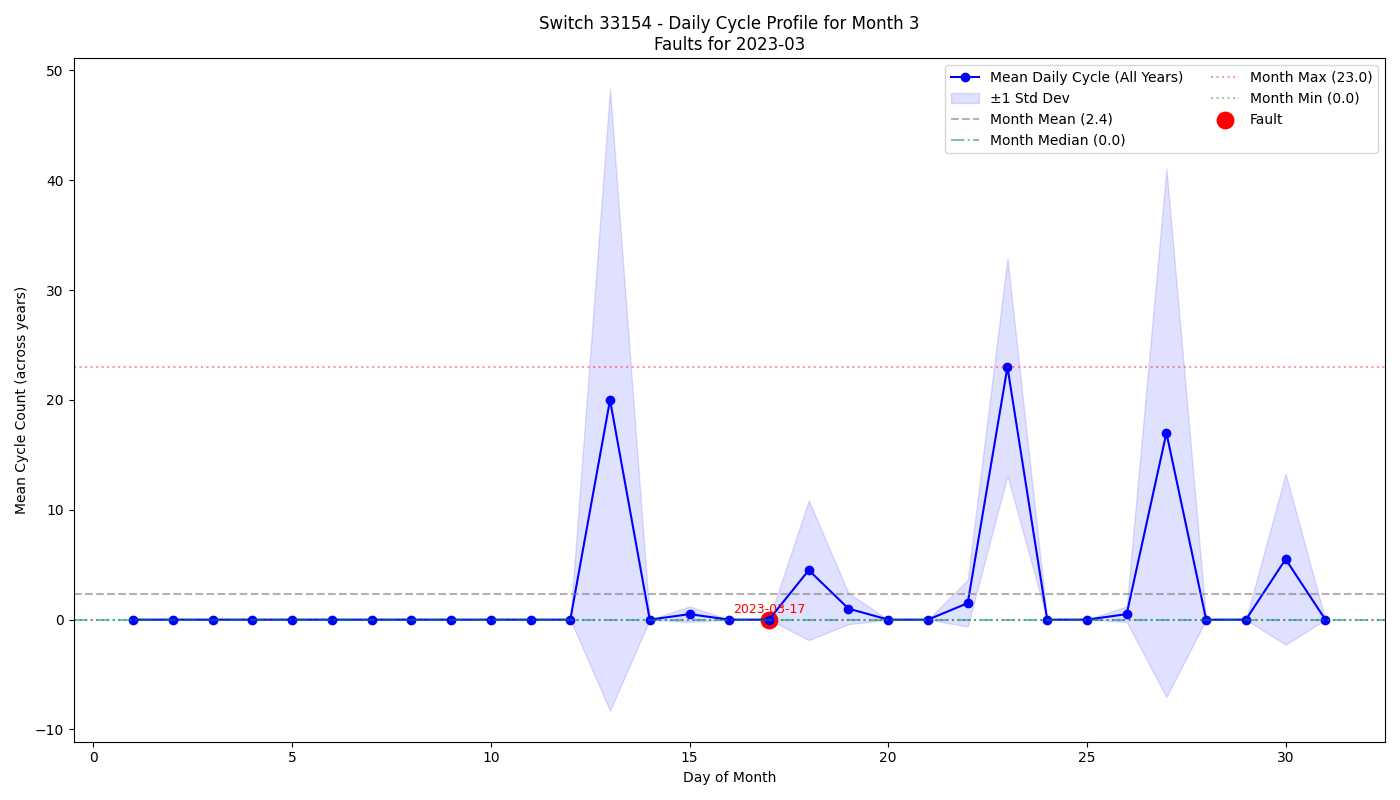 Switch 33154 - Daily Cycle Profile for Month 3
Faults for 2023-03
Mean Daily Cycle (All Years)
±1 Std Dev
Month Mean (2.4)
Month Median (0.0)
Month Max (23.0)
Month Min (0.0)
Fault
Mean Cycle Count (across years)
50
40
30
20
10
0
−10
2023-03-17
0
5
10
15
20
25
30
Day of Month